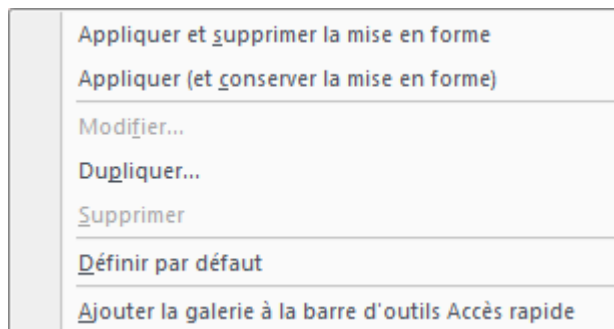 Appliquer et supprimer la mise en forme
Appliquer (et conserver la mise en forme)
Modifier...
Dupliquer...
Supprimer
Définir par défaut
Ajouter la galerie à la barre d'outils Accès rapide